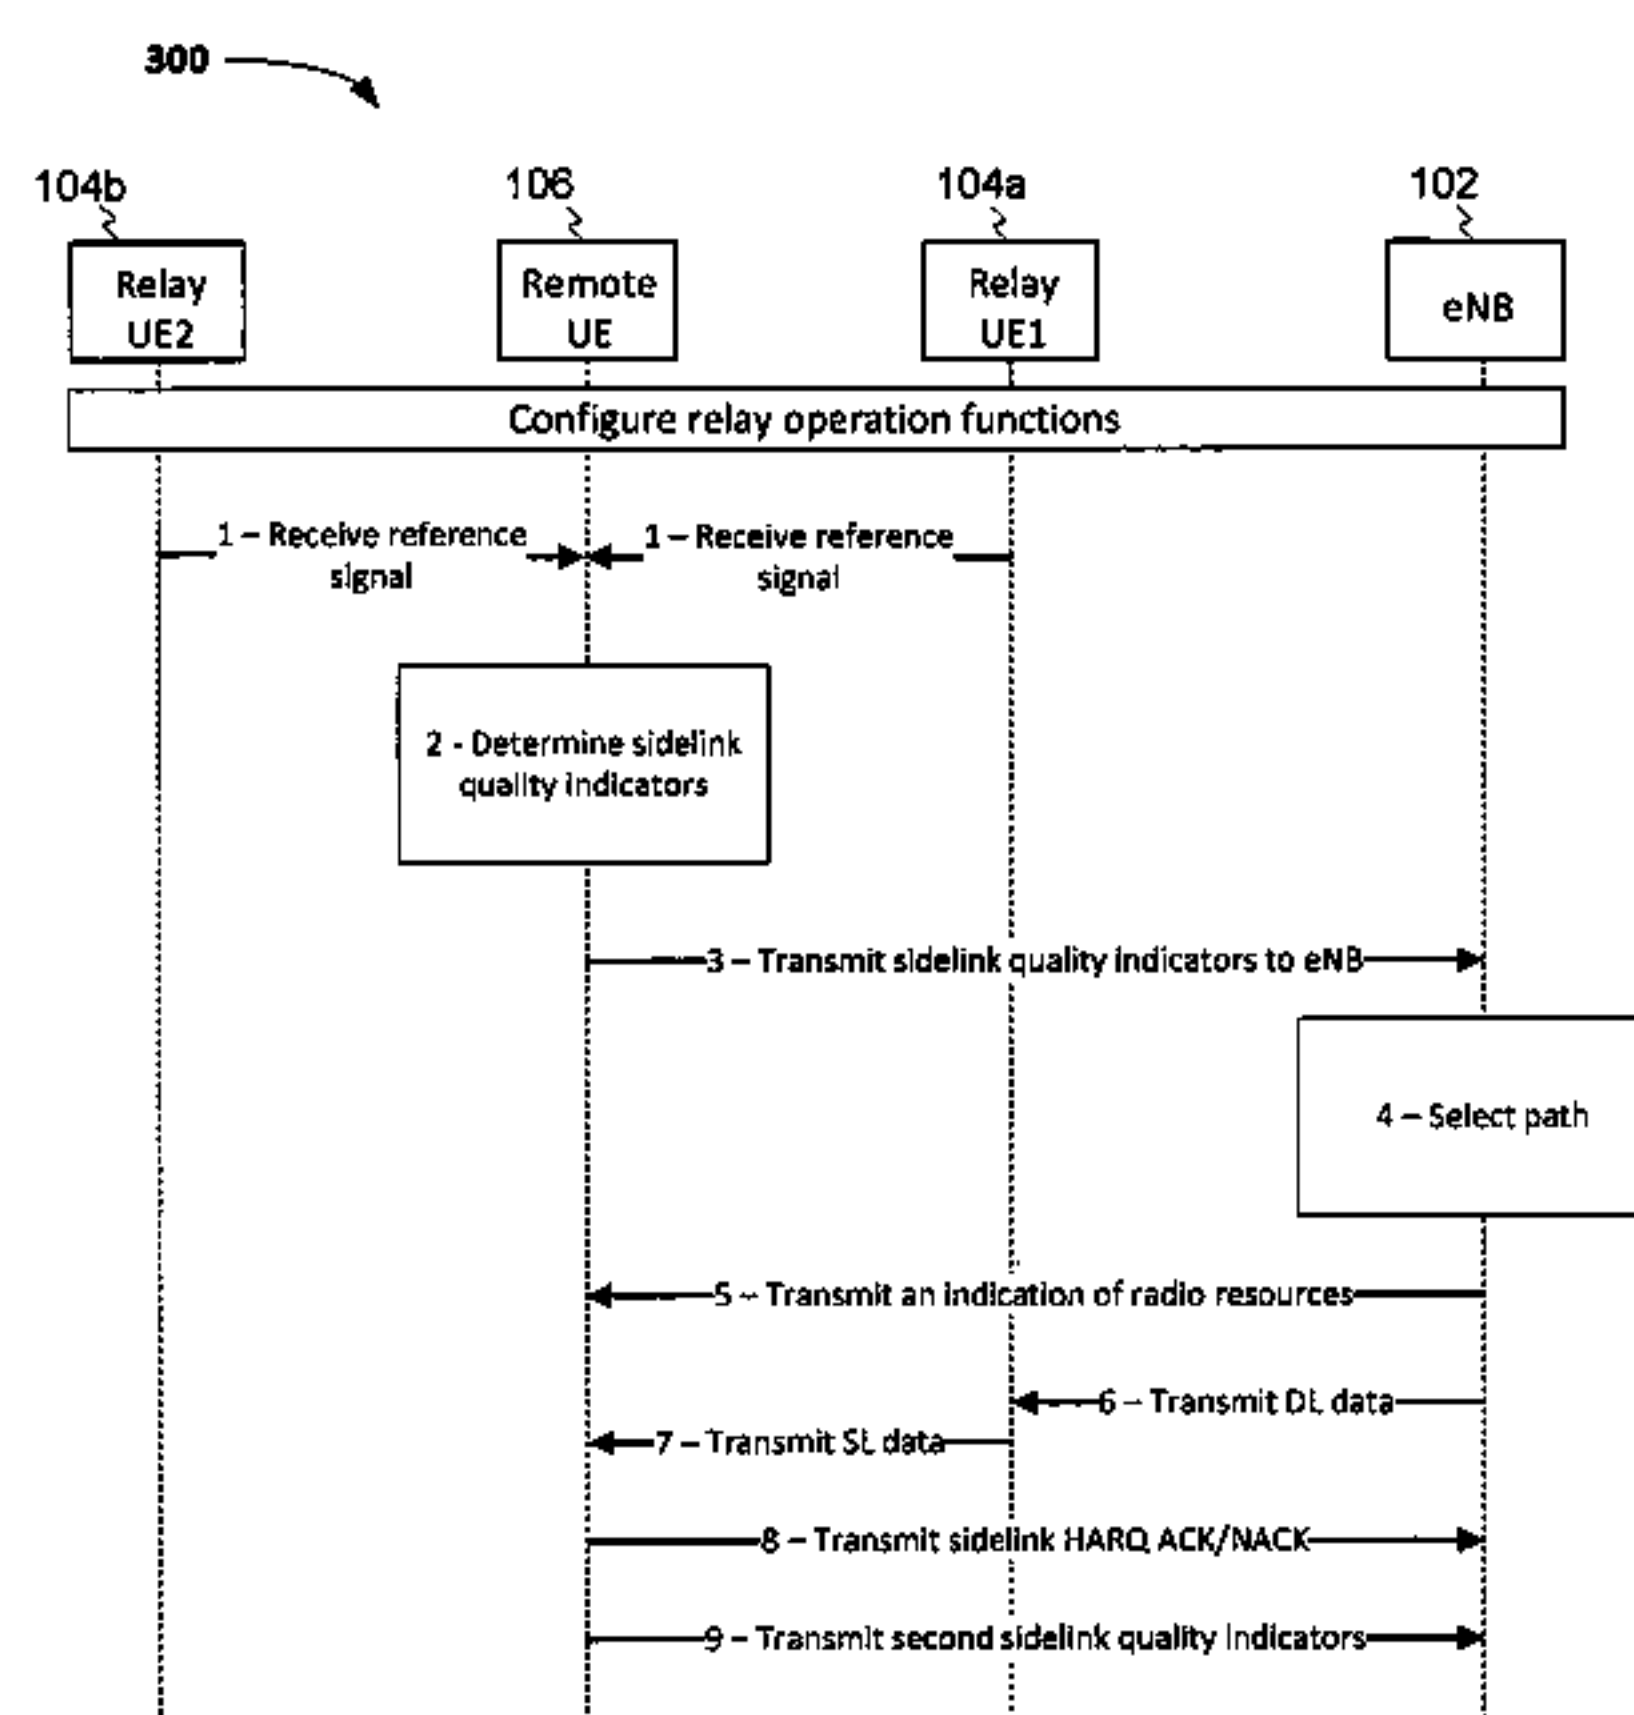 300
104b
106
104a
102
Relay
UE2
Remote
UE
Relay
UE1
eNB
Configure relay operation functions
1 – Receive reference
signal
1 – Receive reference
signal
2 - Determine sidelink
quality indicators
3 – Transmit sidelink quality indicators to eNB
4 – Select path
5 – Transmit an indication of radio resources
6 – Transmit DL data
7 – Transmit SL data
8 – Transmit sidelink HARQ ACK/NACK
9 – Transmit second sidelink quality indicators